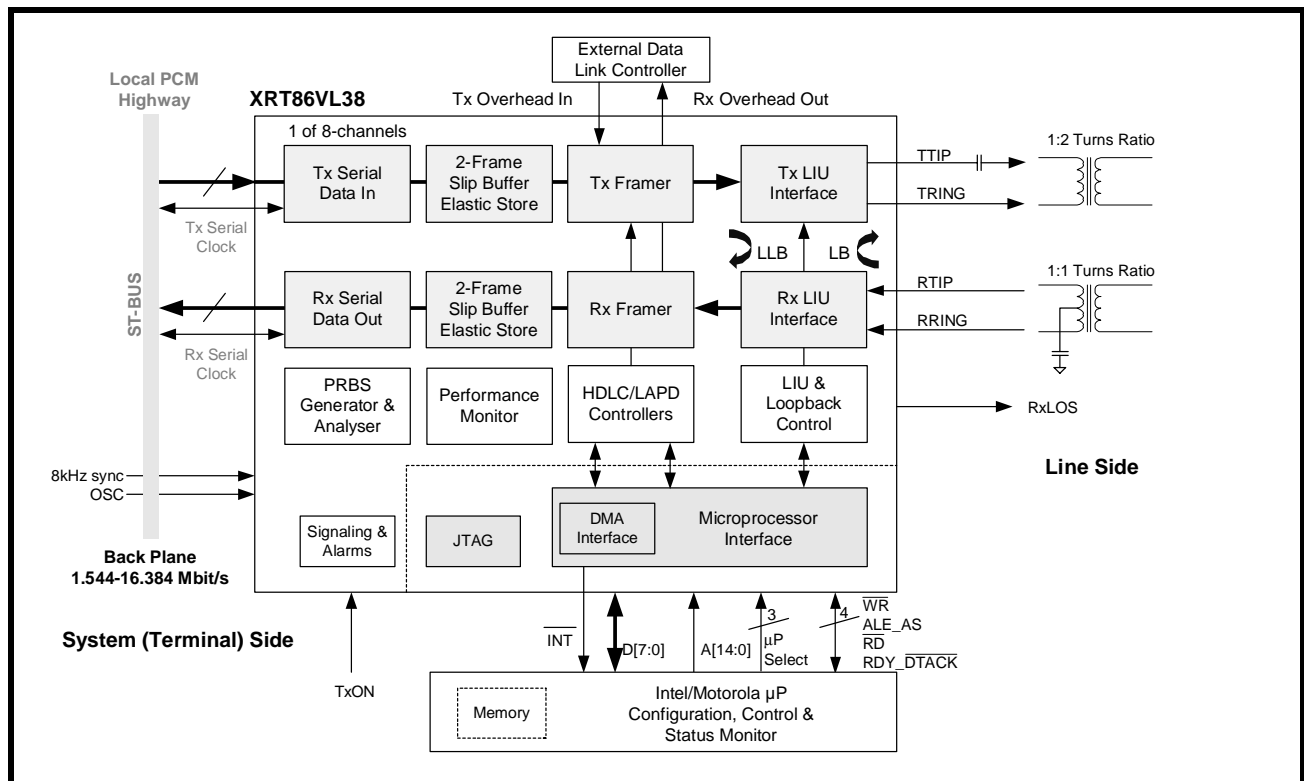 External Data
Link Controller
Local PCM
Highway
XRT86VL38
Tx Overhead In
Rx Overhead Out
1 of 8-channels
Tx Serial
Data In
2-Frame
Slip Buffer
Elastic Store
Tx Framer
Tx LIU
Interface
TTIP
TRING
1:2 Turns Ratio
Tx Serial
Clock
LLB
LB
ST-BUS
Rx Serial
Data Out
2-Frame
Slip Buffer
Elastic Store
Rx Framer
Rx LIU
Interface
RTIP
RRING
1:1 Turns Ratio
Rx Serial
Clock
PRBS
Generator &
Analyser
Performance
Monitor
HDLC/LAPD
Controllers
LIU &
Loopback
Control
RxLOS
8kHz sync
OSC
Line Side
Signaling &
Alarms
JTAG
DMA
Interface
Microprocessor
Interface
Back Plane
1.544-16.384 Mbit/s
System (Terminal) Side
TxON
INT
D[7:0]
A[14:0]
3
µP
Select
4
WR
ALE_AS
RD
RDY_DTACK
Memory
Intel/Motorola µP
Configuration, Control &
Status Monitor